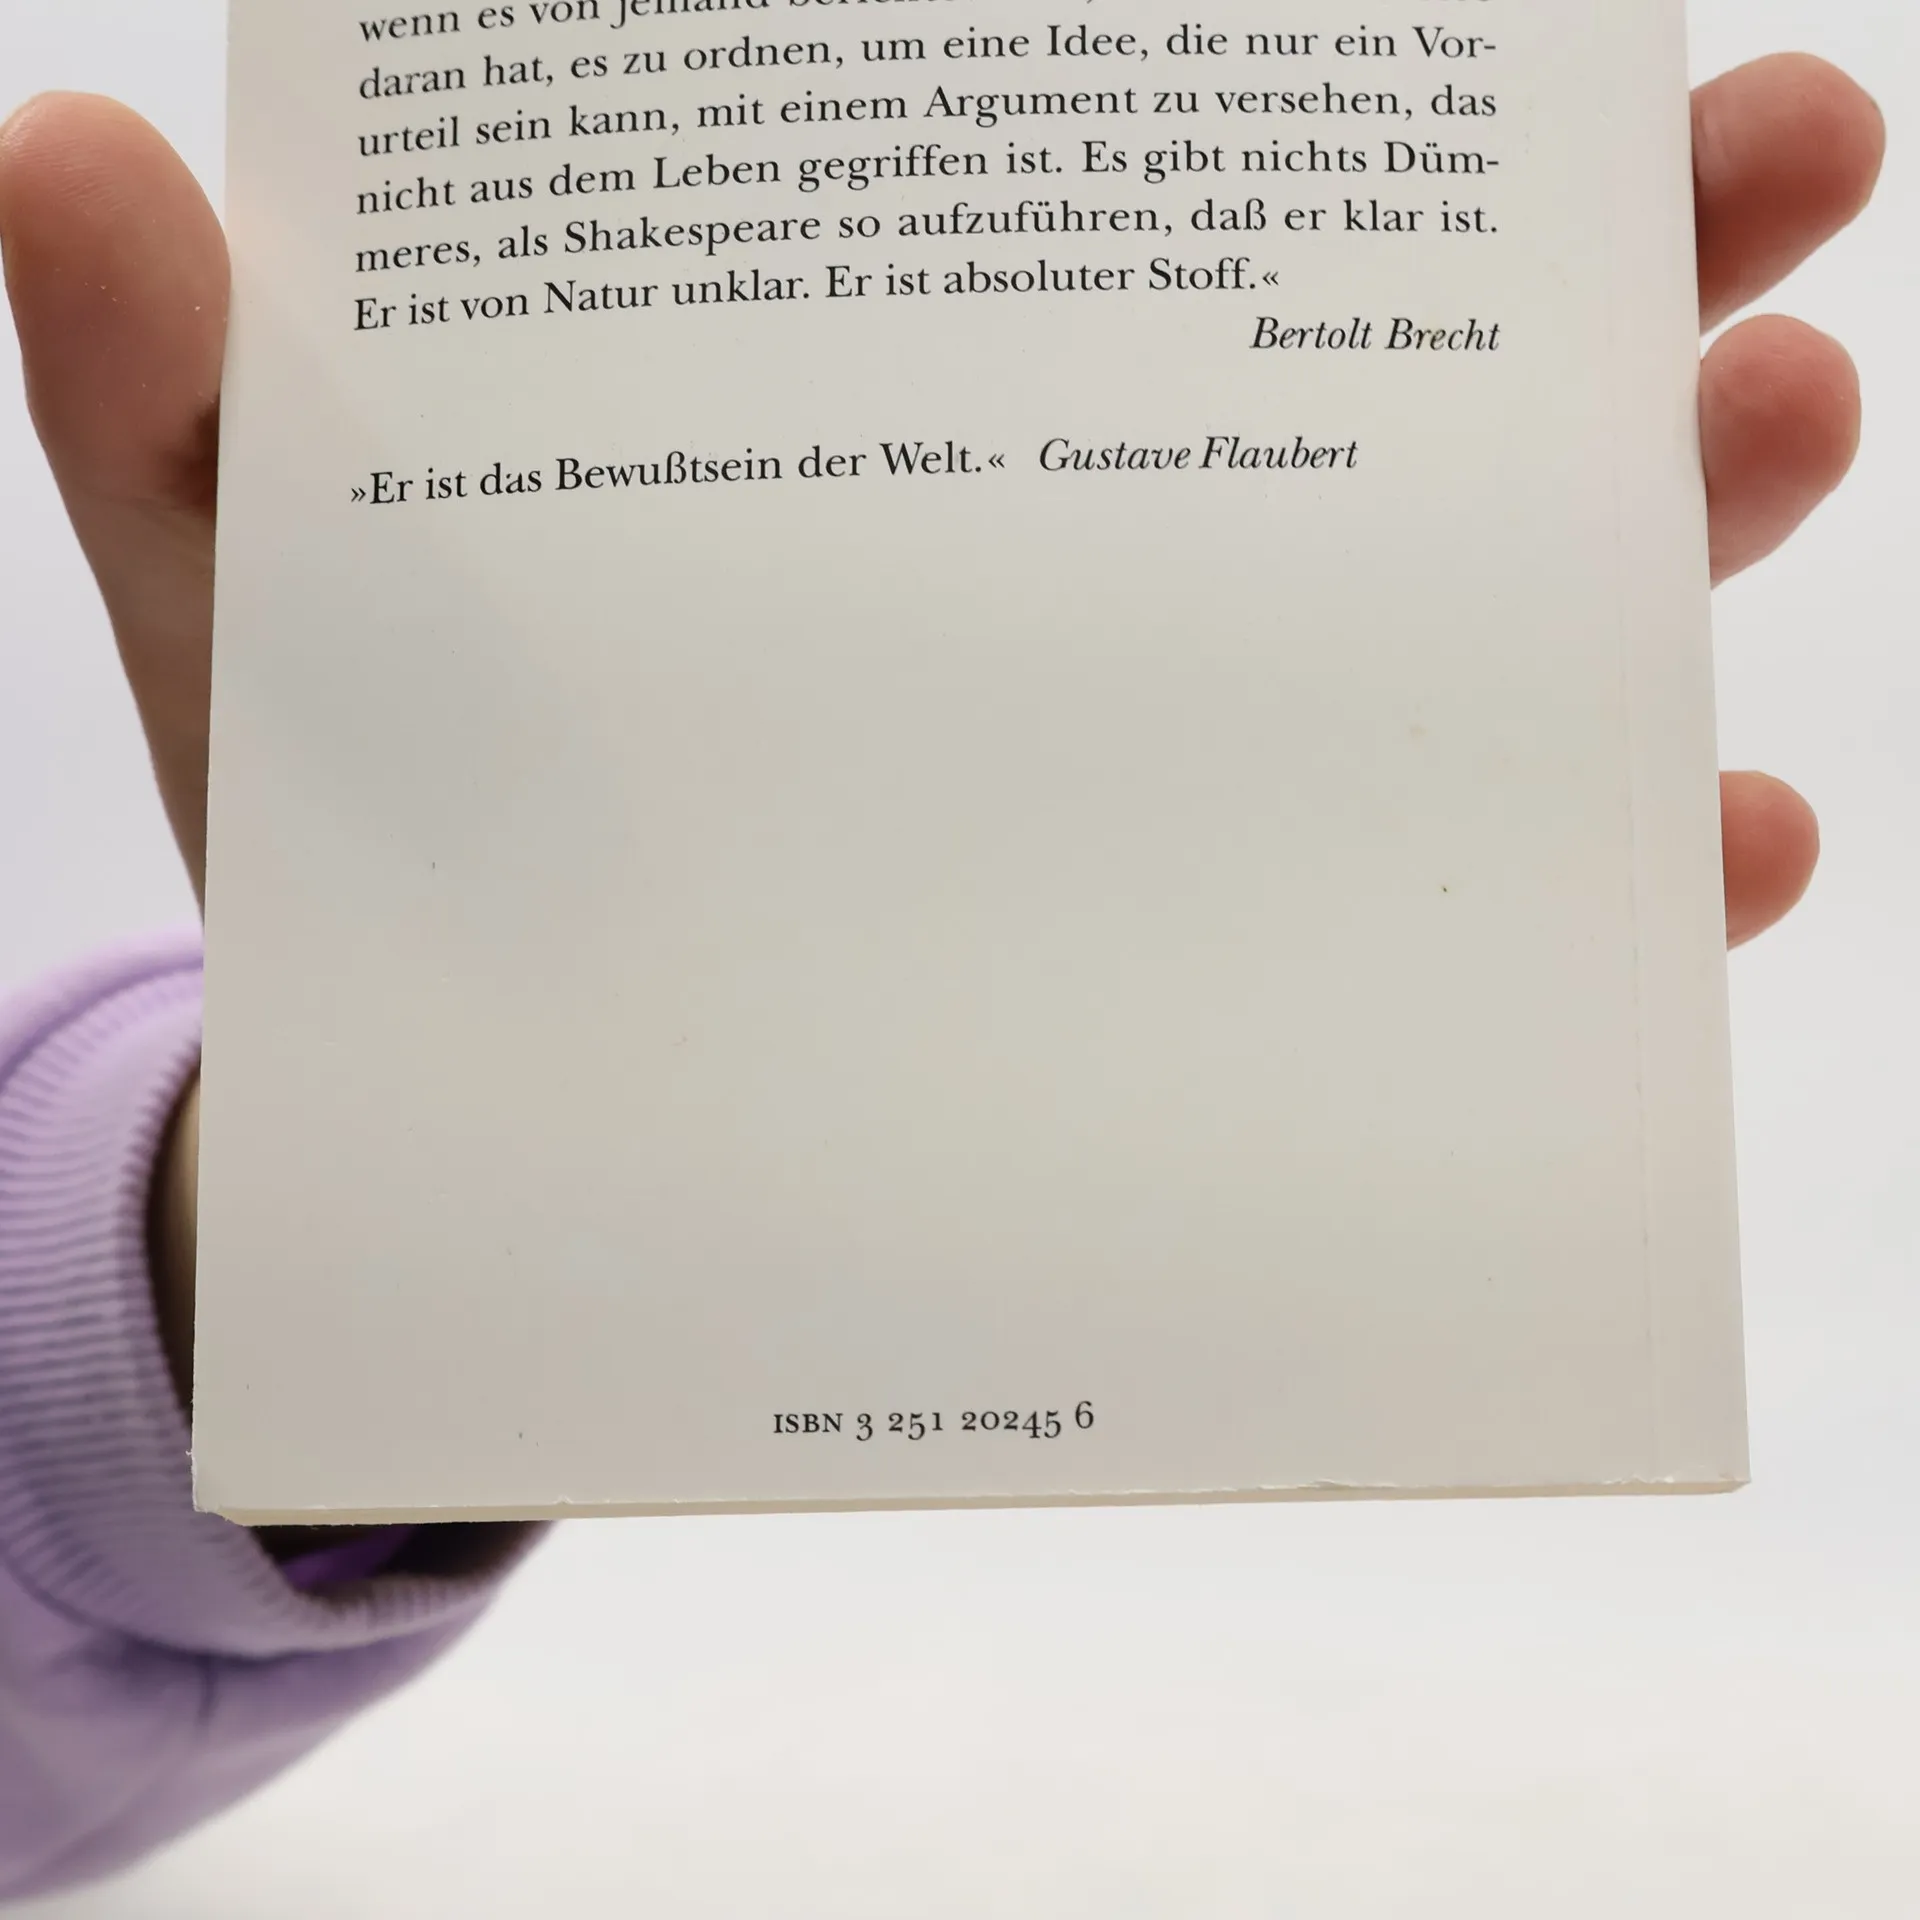 wenn es von
daran hat, es zu ordnen, um eine Idee, die nur ein Vor-
urteil sein kann, mit einem Argument zu versehen, das
nicht aus dem Leben gegriffen ist. Es gibt nichts Düm-
meres, als Shakespeare so aufzuführen, daß er klar ist.
Er ist von Natur unklar. Er ist absoluter Stoff.«
Bertolt Brecht
»Er ist das Bewußtsein der Welt.« Gustave Flaubert
ISBN 3 251 20245 6